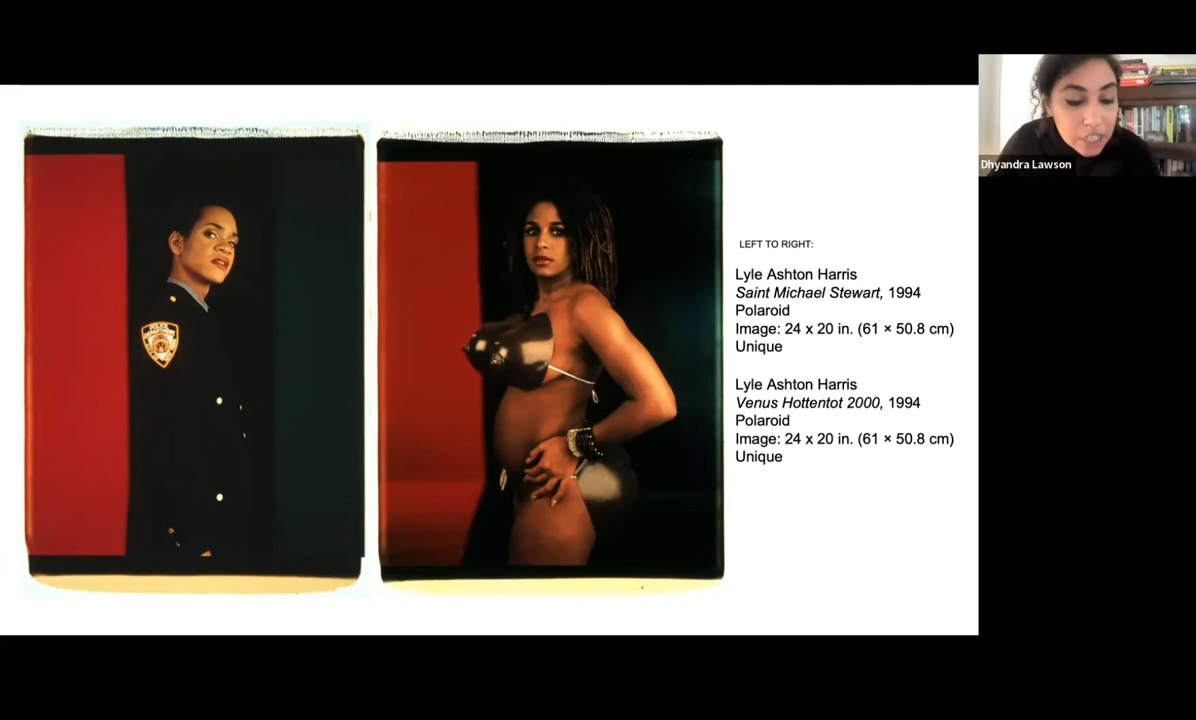 POLICE
DEPARTMENT
LEFT TO RIGHT:
Lyle Ashton Harris
Saint Michael Stewart, 1994
Polaroid
Image: 24 x 20 in. (61 × 50.8 cm)
Unique
Lyle Ashton Harris
Venus Hottentot 2000, 1994
Polaroid
Image: 24 x 20 in. (61 × 50.8 cm)
Unique
Dhyandra Lawson